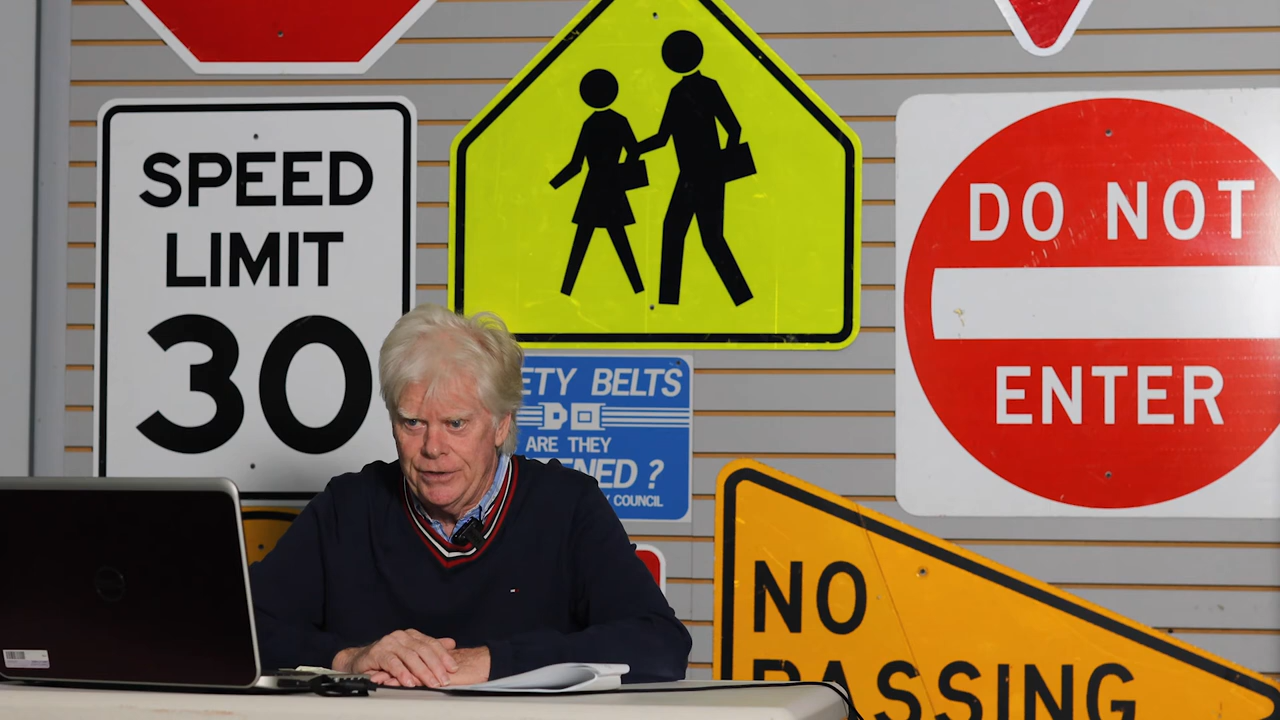 SPEED
LIMIT
30
DO NOT
ENTER
ETY BELTS
ARE THEY
ENED ?
COUNCIL
NO
PASSING